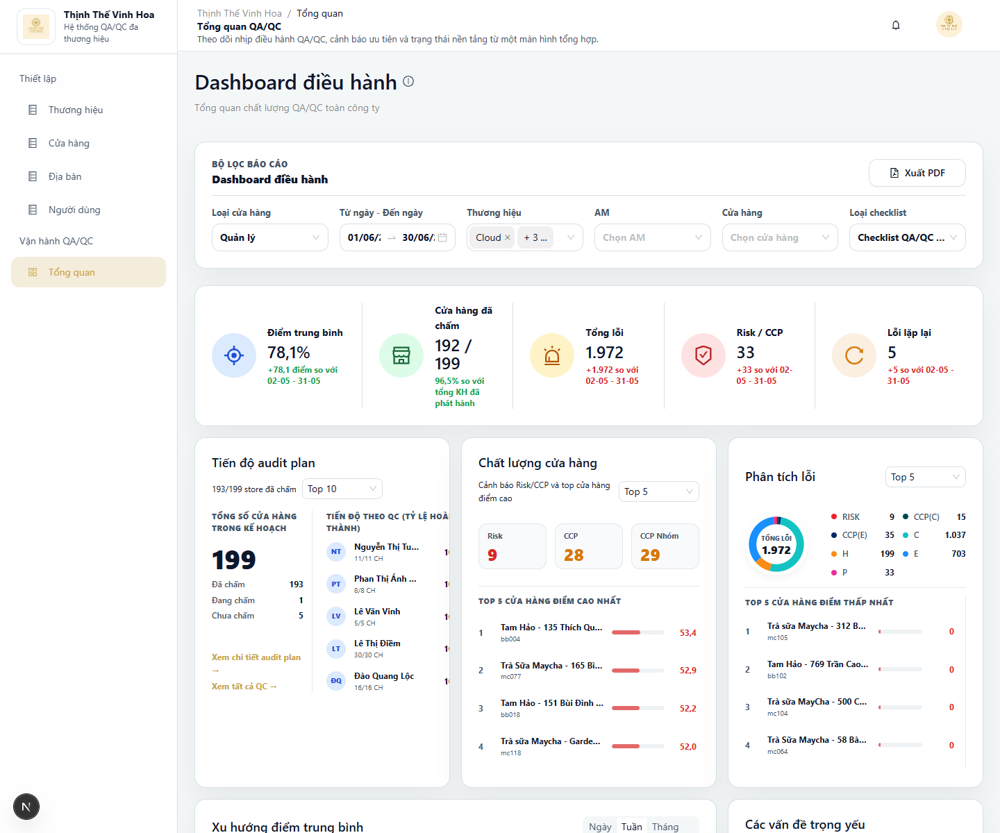 Thịnh Thế Vinh Hoa
Hệ thống QA/QC đa
thương hiệu
Thịnh Thế Vinh Hoa / Tổng quan
Tổng quan QA/QC
Theo dõi nhịp điều hành QA/QC, cảnh báo ưu tiên và trạng thái nền tảng từ một màn hình tổng hợp.
Thiết lập
Thương hiệu
Cửa hàng
Địa bàn
Người dùng
Vận hành QA/QC
Tổng quan
Dashboard điều hành
Tổng quan chất lượng QA/QC toàn công ty
BỘ LỌC BÁO CÁO
Dashboard điều hành
Xuất PDF
Loại cửa hàng
Quản lý
Từ ngày - Đến ngày
01/06/2 → 30/06/2
Thương hiệu
Cloud × + 3 ...
AM
Chọn AM
Cửa hàng
Chọn cửa hàng
Loại checklist
Checklist QA/QC ...
Điểm trung bình
78,1%
+78,1 điểm so với
02-05 - 31-05
Cửa hàng đã
chấm
192 /
199
96,5% so với
tổng KH đã
phát hành
Tổng lỗi
1.972
+1.972 so với
02-05 - 31-05
Risk / CCP
33
+33 so với 02-
05 - 31-05
Lỗi lặp lại
5
+5 so với 02-05 -
31-05
Tiến độ audit plan
193/199 store đã chấm
Top 10
TỔNG SỐ CỬA HÀNG
TRONG KẾ HOẠCH
199
Đã chấm 193
Đang chấm 1
Chưa chấm 5
Xem chi tiết audit plan
→
Xem tất cả QC →
TIẾN ĐỘ THEO QC (TỶ LỆ HOÀ
THÀNH)
NT Nguyễn Thị Tu... 10
11/11 CH
PT Phan Thị Ánh ... 10
8/8 CH
LV Lê Văn Vinh 10
5/5 CH
LT Lê Thị Điềm 10
30/30 CH
ĐQ Đào Quang Lộc 10
16/16 CH
Chất lượng cửa hàng
Cảnh báo Risk/CCP và top cửa hàng
điểm cao
Top 5
Risk
9
CCP
28
CCP Nhóm
29
TOP 5 CỬA HÀNG ĐIỂM CAO NHẤT
1 Tam Hảo - 135 Thích Qu... 53,4
bb004
2 Trà Sữa Maycha - 165 Bì... 52,9
mc077
3 Tam Hảo - 151 Bùi Đình ... 52,2
bb018
4 Trà sữa Maycha - Garde... 52,0
mc118
Phân tích lỗi
Top 5
TỔNG LỖI
1.972
RISK 9
CCP(C) 15
CCP(E) 35
C 1.037
H 199
E 703
P 33
TOP 5 CỬA HÀNG ĐIỂM THẤP NHẤT
1 Trà sữa Maycha - 312 B... 0
mc105
2 Tam Hảo - 769 Trần Cao... 0
bb102
3 Trà sữa MayCha - 500 C... 0
mc104
4 Trà Sữa Maycha - 58 Bà... 0
mc064
Xu hướng điểm trung bình
Ngày Tuần Tháng
Các vấn đề trọng yếu
N